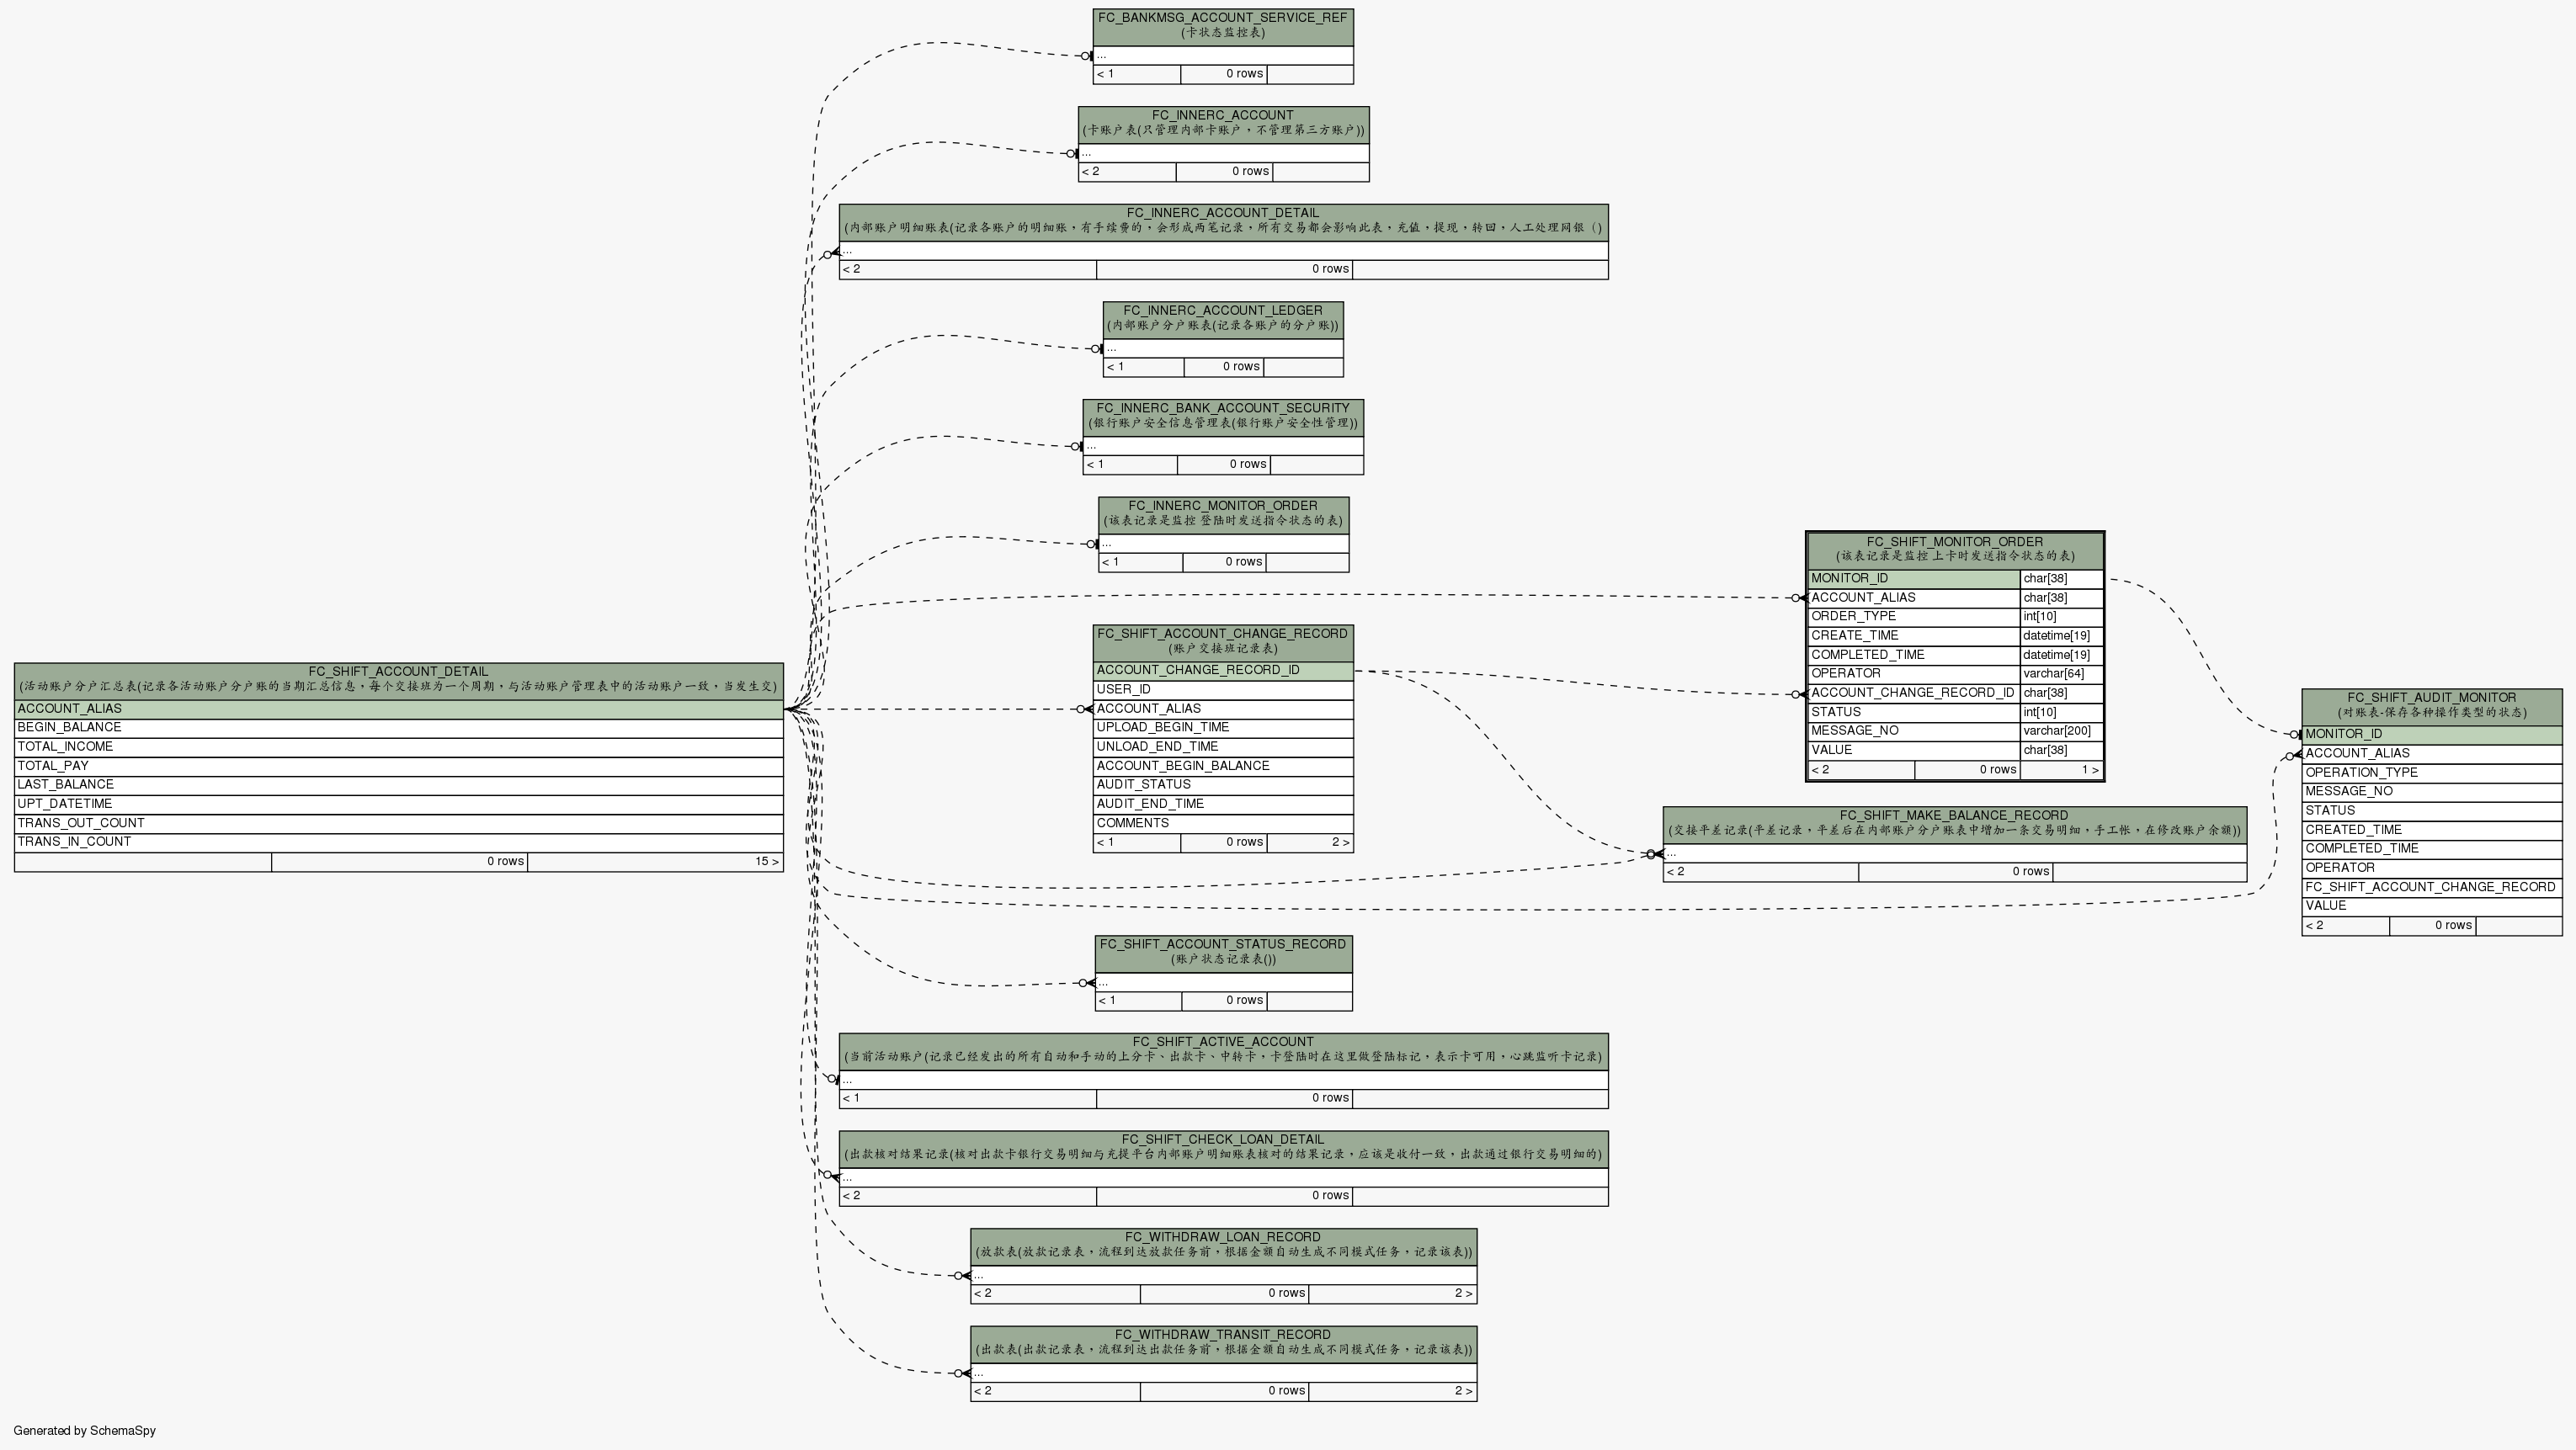 FC_BANKMSG_ACCOUNT_SERVICE_REF
(卡状态监控表)
...
< 1 0 rows
FC_INNERC_ACCOUNT
(卡账户表(只管理内部卡账户，不管理第三方账户))
...
< 2 0 rows
FC_INNERC_ACCOUNT_DETAIL
(内部账户明细账表(记录各账户的明细账，有手续费的，会形成两笔记录，所有交易都会影响此表，充值，提现，转回，人工处理网银（)
...
< 2 0 rows
FC_INNERC_ACCOUNT_LEDGER
(内部账户分户账表(记录各账户的分户账))
...
< 1 0 rows
FC_INNERC_BANK_ACCOUNT_SECURITY
(银行账户安全信息管理表(银行账户安全性管理))
...
< 1 0 rows
FC_INNERC_MONITOR_ORDER
(该表记录是监控 登陆时发送指令状态的表)
...
< 1 0 rows
FC_SHIFT_MONITOR_ORDER
(该表记录是监控 上卡时发送指令状态的表)
MONITOR_ID char[38]
ACCOUNT_ALIAS char[38]
ORDER_TYPE int[10]
CREATE_TIME datetime[19]
COMPLETED_TIME datetime[19]
OPERATOR varchar[64]
ACCOUNT_CHANGE_RECORD_ID char[38]
STATUS int[10]
MESSAGE_NO varchar[200]
VALUE char[38]
< 2 0 rows 1 >
FC_SHIFT_ACCOUNT_CHANGE_RECORD
(账户交接班记录表)
ACCOUNT_CHANGE_RECORD_ID
USER_ID
ACCOUNT_ALIAS
UPLOAD_BEGIN_TIME
UNLOAD_END_TIME
ACCOUNT_BEGIN_BALANCE
AUDIT_STATUS
AUDIT_END_TIME
COMMENTS
< 1 0 rows 2 >
FC_SHIFT_ACCOUNT_DETAIL
(活动账户分户汇总表(记录各活动账户分户账的当期汇总信息，每个交接班为一个周期，与活动账户管理表中的活动账户一致，当发生交)
ACCOUNT_ALIAS
BEGIN_BALANCE
TOTAL_INCOME
TOTAL_PAY
LAST_BALANCE
UPT_DATETIME
TRANS_OUT_COUNT
TRANS_IN_COUNT
0 rows 15 >
FC_SHIFT_AUDIT_MONITOR
(对账表-保存各种操作类型的状态)
MONITOR_ID
ACCOUNT_ALIAS
OPERATION_TYPE
MESSAGE_NO
STATUS
CREATED_TIME
COMPLETED_TIME
OPERATOR
FC_SHIFT_ACCOUNT_CHANGE_RECORD
VALUE
< 2 0 rows
FC_SHIFT_MAKE_BALANCE_RECORD
(交接平差记录(平差记录，平差后在内部账户分户账表中增加一条交易明细，手工帐，在修改账户余额))
...
< 2 0 rows
FC_SHIFT_ACCOUNT_STATUS_RECORD
(账户状态记录表())
...
< 1 0 rows
FC_SHIFT_ACTIVE_ACCOUNT
(当前活动账户(记录已经发出的所有自动和手动的上分卡、出款卡、中转卡，卡登陆时在这里做登陆标记，表示卡可用，心跳监听卡记录)
...
< 1 0 rows
FC_SHIFT_CHECK_LOAN_DETAIL
(出款核对结果记录(核对出款卡银行交易明细与充提平台内部账户明细账表核对的结果记录，应该是收付一致，出款通过银行交易明细的)
...
< 2 0 rows
FC_WITHDRAW_LOAN_RECORD
(放款表(放款记录表，流程到达放款任务前，根据金额自动生成不同模式任务，记录该表))
...
< 2 0 rows 2 >
FC_WITHDRAW_TRANSIT_RECORD
(出款表(出款记录表，流程到达出款任务前，根据金额自动生成不同模式任务，记录该表))
...
< 2 0 rows 2 >
Generated by SchemaSpy